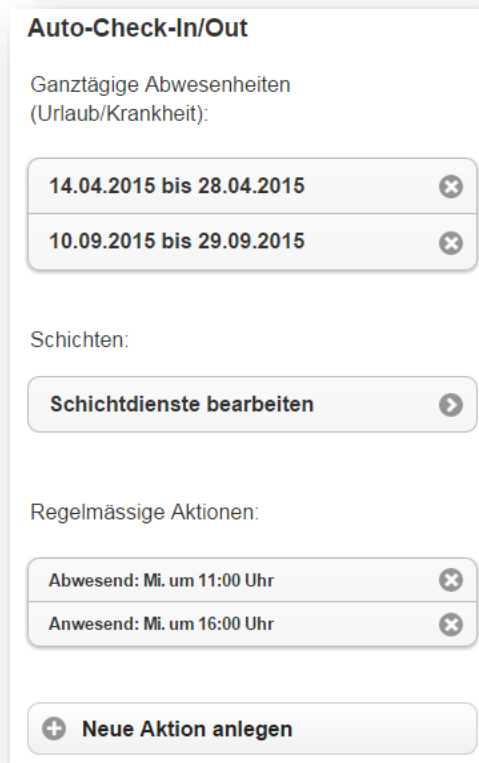 Auto-Check-In/Out
Ganztägige Abwesenheiten
(Urlaub/Krankheit):
14.04.2015 bis 28.04.2015
10.09.2015 bis 29.09.2015
Schichten:
Schichtdienste bearbeiten
Regelmässige Aktionen:
Abwesend: Mi. um 11:00 Uhr
Anwesend: Mi. um 16:00 Uhr
Neue Aktion anlegen